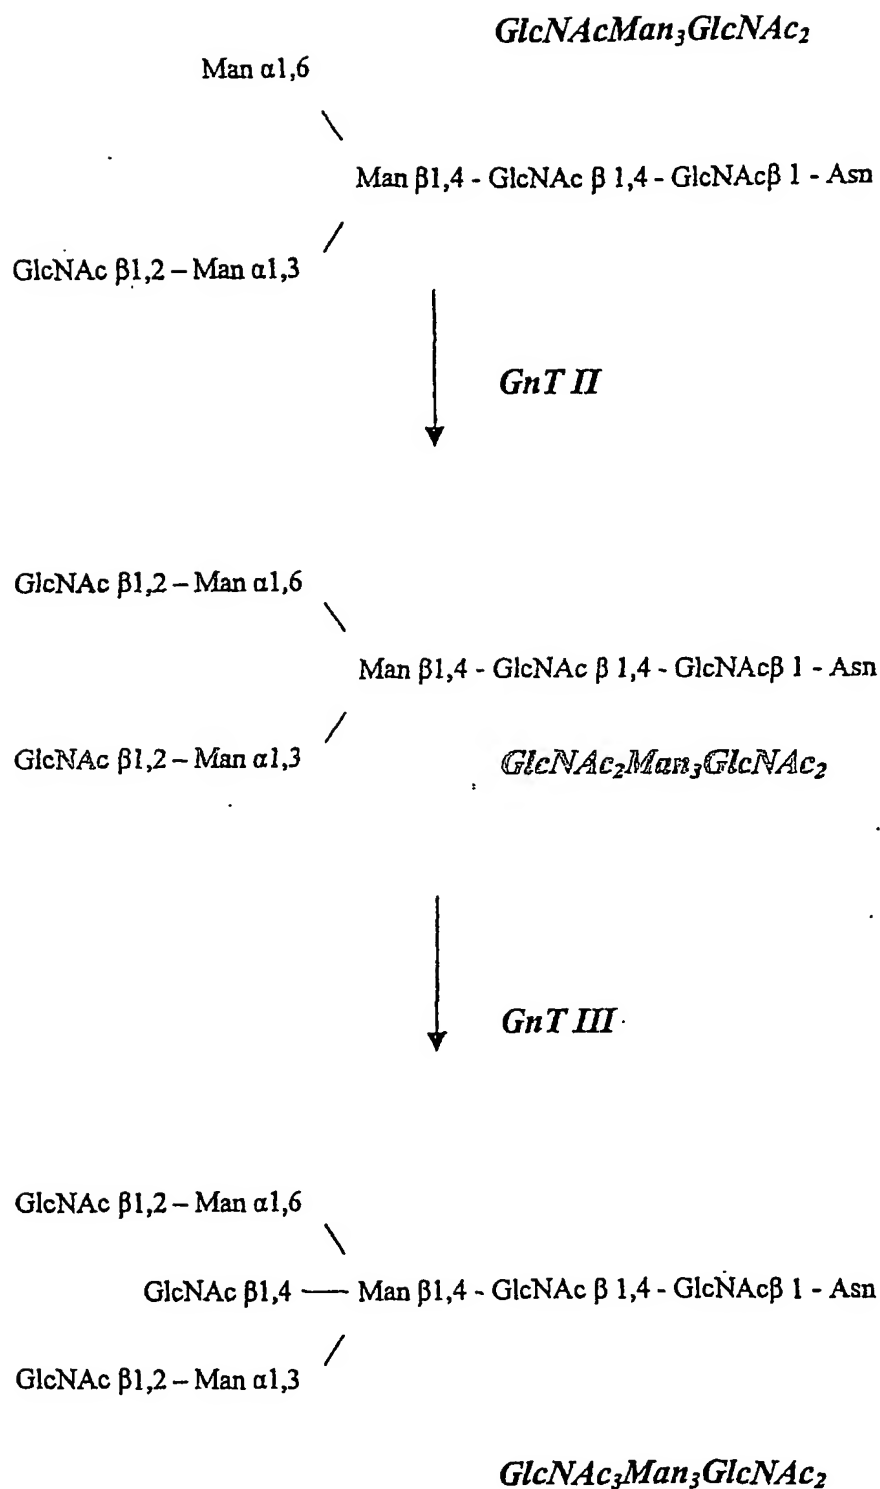 GlcNAcMan₃GlcNAc₂
Man α1,6
Man β1,4 - GlcNAc β 1,4 - GlcNAcβ 1 - Asn
GlcNAc β1,2 – Man α1,3
GnT II
GlcNAc β1,2 – Man α1,6
Man β1,4 - GlcNAc β 1,4 - GlcNAcβ 1 - Asn
GlcNAc β1,2 – Man α1,3
GlcNAc₂Man₃GlcNAc₂
GnT III
GlcNAc β1,2 – Man α1,6
GlcNAc β1,4 — Man β1,4 - GlcNAc β 1,4 - GlcNAcβ 1 - Asn
GlcNAc β1,2 – Man α1,3
GlcNAc₃Man₃GlcNAc₂